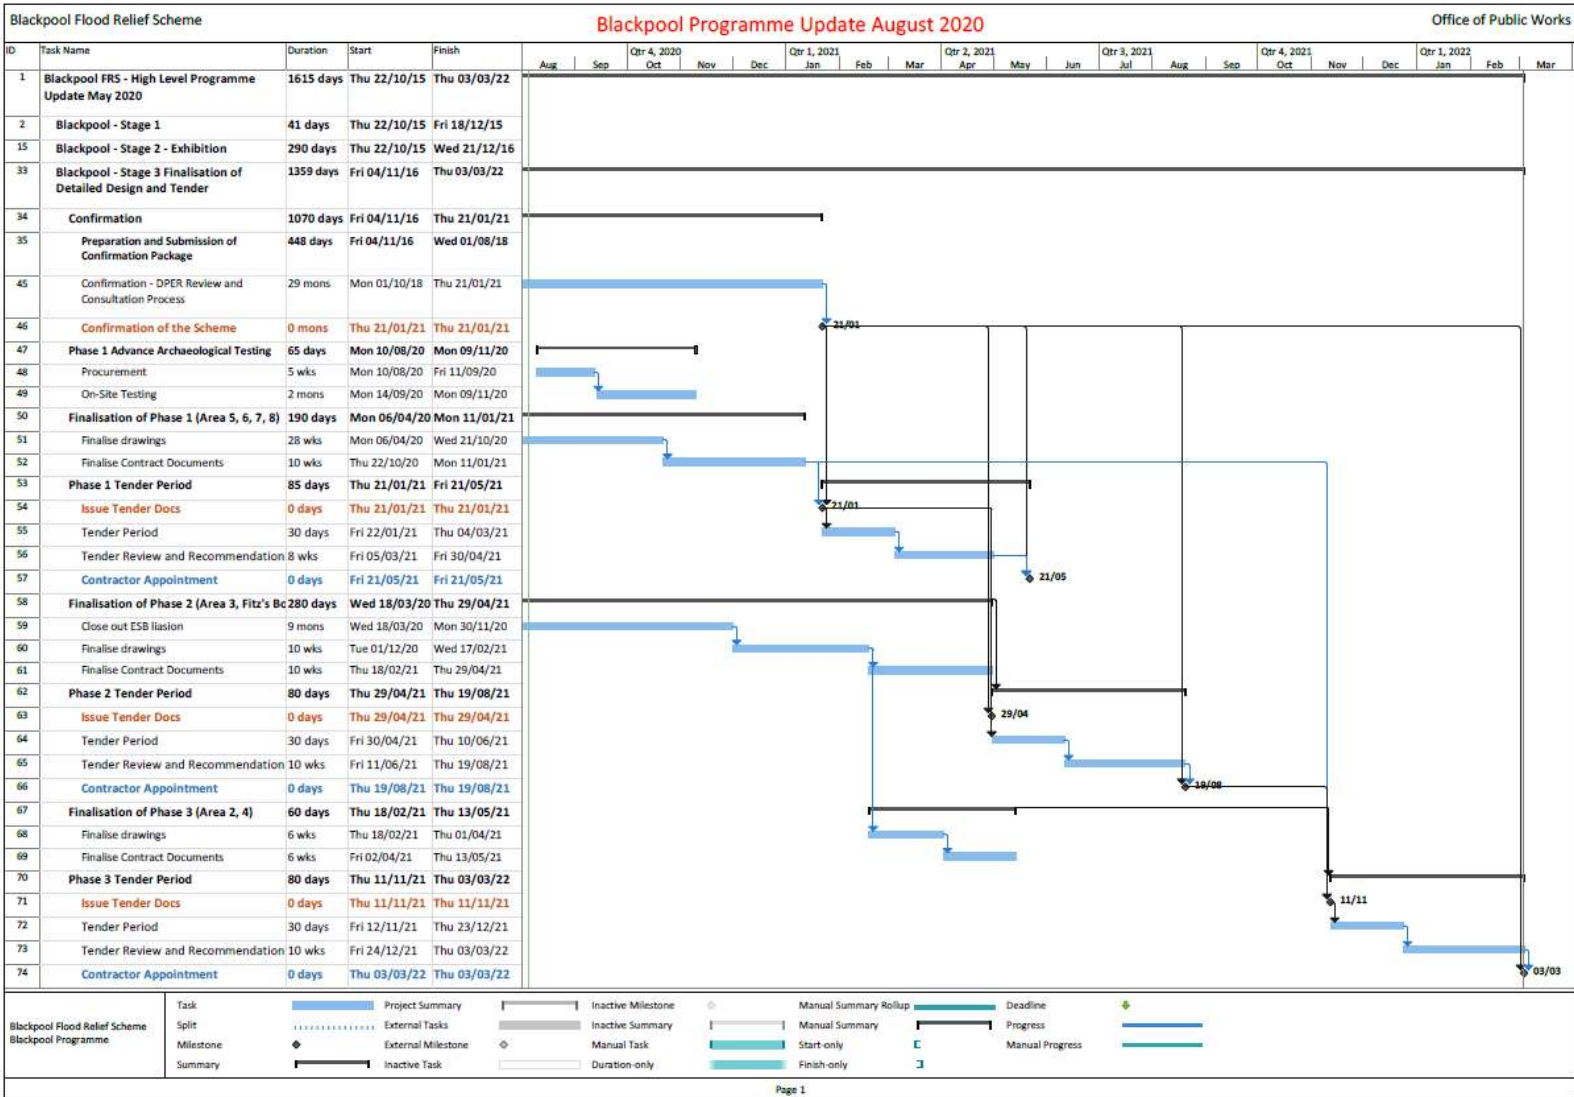 Blackpool Flood Relief Scheme
Blackpool Programme Update August 2020
Office of Public Works
ID Task Name Duration Start Finish Qtr 4, 2020 Qtr 1, 2021 Qtr 2, 2021 Qtr 3, 2021 Qtr 4, 2021 Qtr 1, 2022
Aug Sep Oct Nov Dec Jan Feb Mar Apr May Jun Jul Aug Sep Oct Nov Dec Jan Feb Mar
1 Blackpool FRS - High Level Programme 1615 days Thu 22/10/15 Thu 03/03/22
Update May 2020
2 Blackpool - Stage 1 41 days Thu 22/10/15 Fri 18/12/15
15 Blackpool - Stage 2 - Exhibition 290 days Thu 22/10/15 Wed 21/12/16
33 Blackpool - Stage 3 Finalisation of 1359 days Fri 04/11/16 Thu 03/03/22
Detailed Design and Tender
34 Confirmation 1070 days Fri 04/11/16 Thu 21/01/21
35 Preparation and Submission of 448 days Fri 04/11/16 Wed 01/08/18
Confirmation Package
45 Confirmation - DPER Review and 29 mons Mon 01/10/18 Thu 21/01/21
Consultation Process
46 Confirmation of the Scheme 0 mons Thu 21/01/21 Thu 21/01/21 21/01
47 Phase 1 Advance Archaeological Testing 65 days Mon 10/08/20 Mon 09/11/20
48 Procurement 5 wks Mon 10/08/20 Fri 11/09/20
49 On-Site Testing 2 mons Mon 14/09/20 Mon 09/11/20
50 Finalisation of Phase 1 (Area 5, 6, 7, 8) 190 days Mon 06/04/20 Mon 11/01/21
51 Finalise drawings 28 wks Mon 06/04/20 Wed 21/10/20
52 Finalise Contract Documents 10 wks Thu 22/10/20 Mon 11/01/21
53 Phase 1 Tender Period 85 days Thu 21/01/21 Fri 21/05/21
54 Issue Tender Docs 0 days Thu 21/01/21 Thu 21/01/21 21/01
55 Tender Period 30 days Fri 22/01/21 Thu 04/03/21
56 Tender Review and Recommendation 8 wks Fri 05/03/21 Fri 30/04/21
57 Contractor Appointment 0 days Fri 21/05/21 Fri 21/05/21 21/05
58 Finalisation of Phase 2 (Area 3, Fitz's Bo 280 days Wed 18/03/20 Thu 29/04/21
59 Close out ESB liasion 9 mons Wed 18/03/20 Mon 30/11/20
60 Finalise drawings 10 wks Tue 01/12/20 Wed 17/02/21
61 Finalise Contract Documents 10 wks Thu 18/02/21 Thu 29/04/21
62 Phase 2 Tender Period 80 days Thu 29/04/21 Thu 19/08/21
63 Issue Tender Docs 0 days Thu 29/04/21 Thu 29/04/21 29/04
64 Tender Period 30 days Fri 30/04/21 Thu 10/06/21
65 Tender Review and Recommendation 10 wks Fri 11/06/21 Thu 19/08/21
66 Contractor Appointment 0 days Thu 19/08/21 Thu 19/08/21 19/08
67 Finalisation of Phase 3 (Area 2, 4) 60 days Thu 18/02/21 Thu 13/05/21
68 Finalise drawings 6 wks Thu 18/02/21 Thu 01/04/21
69 Finalise Contract Documents 6 wks Fri 02/04/21 Thu 13/05/21
70 Phase 3 Tender Period 80 days Thu 11/11/21 Thu 03/03/22
71 Issue Tender Docs 0 days Thu 11/11/21 Thu 11/11/21 11/11
72 Tender Period 30 days Fri 12/11/21 Thu 23/12/21
73 Tender Review and Recommendation 10 wks Fri 24/12/21 Thu 03/03/22
74 Contractor Appointment 0 days Thu 03/03/22 Thu 03/03/22 03/03
Blackpool Flood Relief Scheme
Blackpool Programme
Task Project Summary Inactive Milestone Manual Summary Rollup Deadline
Split External Tasks Inactive Summary Manual Summary Progress
Milestone External Milestone Manual Task Start-only Manual Progress
Summary Inactive Task Duration-only Finish-only
Page 1